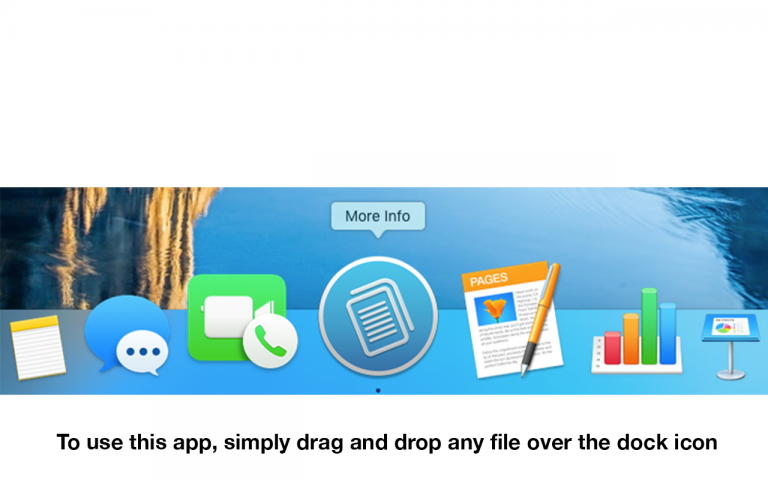 More Info
PAGES
To use this app, simply drag and drop any file over the dock icon